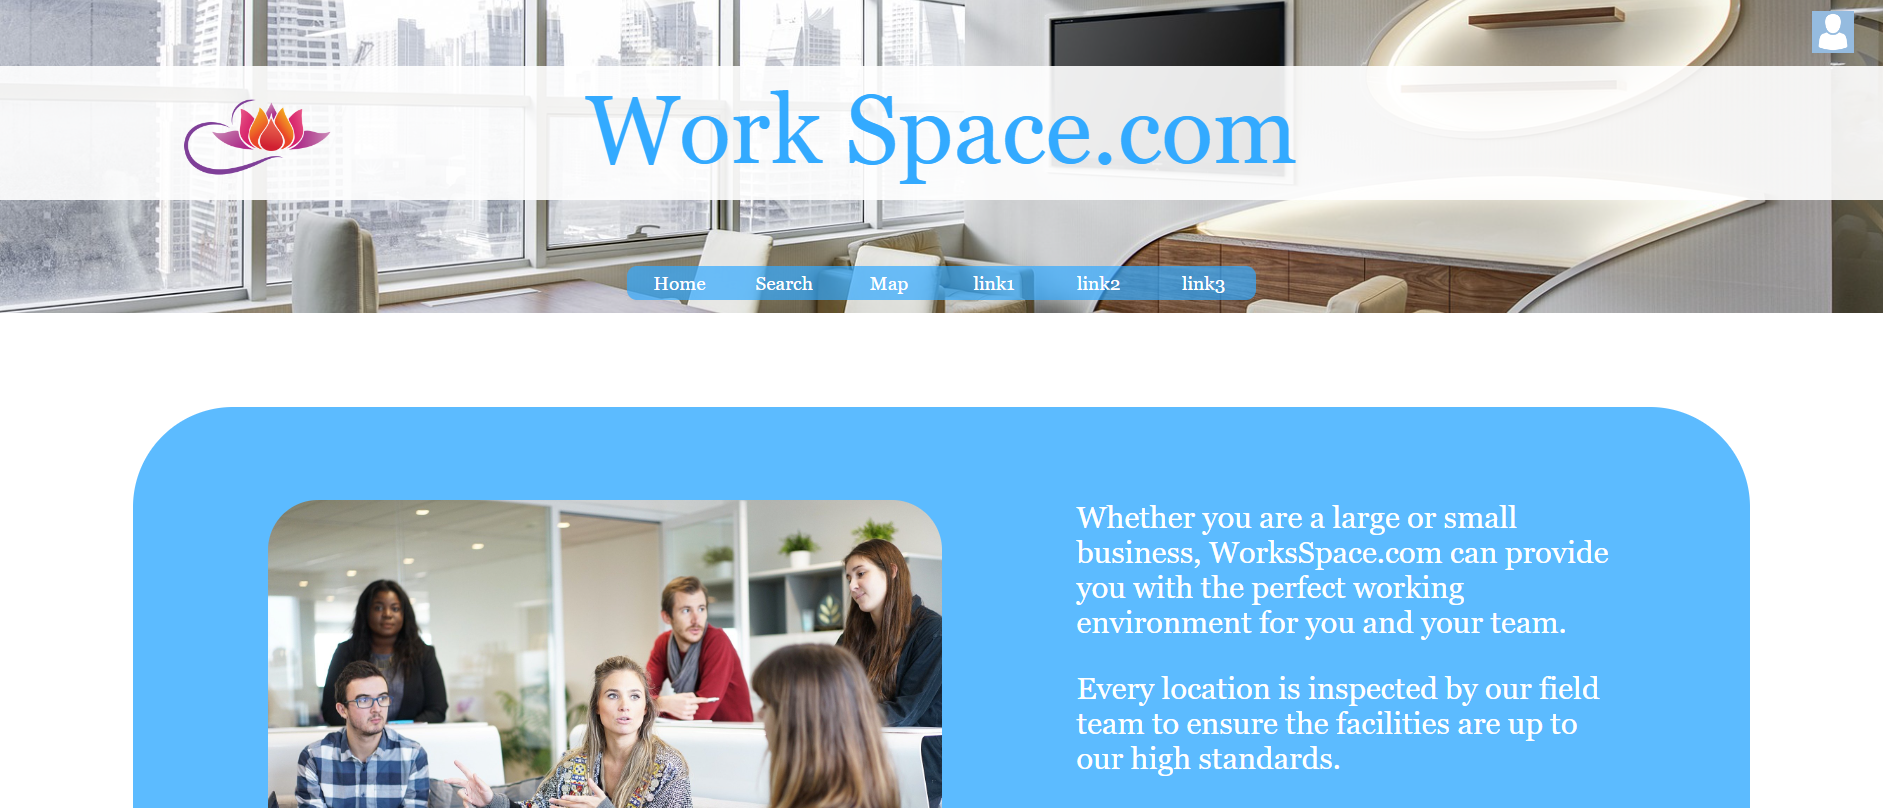 Work Space.com
Home Search Map link1 link2 link3
Whether you are a large or small
business, WorksSpace.com can provide
you with the perfect working
environment for you and your team.
Every location is inspected by our field
team to ensure the facilities are up to
our high standards.